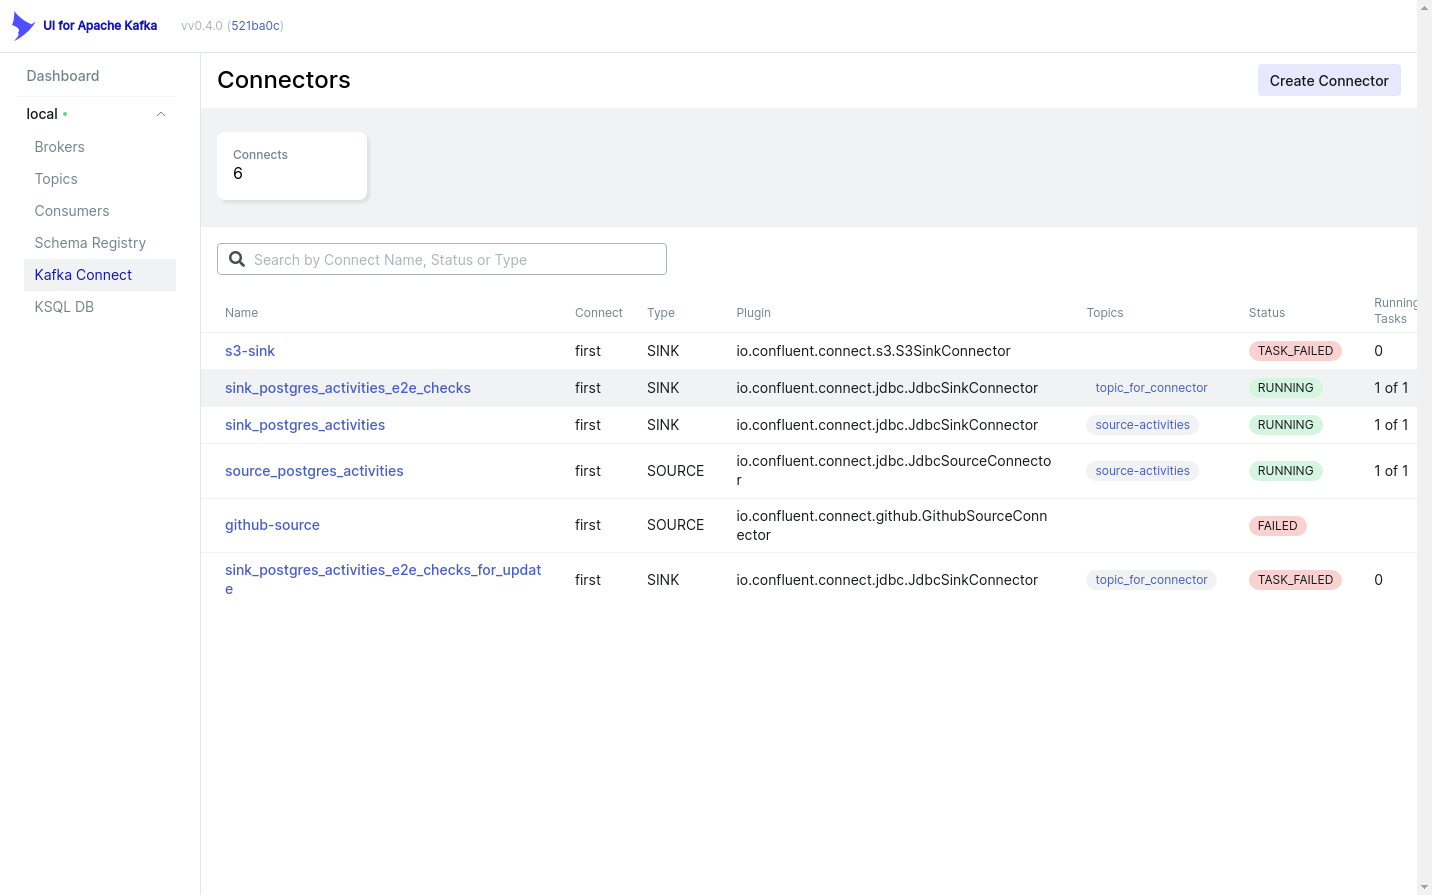 UI for Apache Kafka vv0.4.0 (521ba0c)
Dashboard
local
Brokers
Topics
Consumers
Schema Registry
Kafka Connect
KSQL DB
Connectors
Create Connector
Connects
6
Search by Connect Name, Status or Type
Name Connect Type Plugin Topics Status Running
Tasks
s3-sink first SINK io.confluent.connect.s3.S3SinkConnector TASK_FAILED 0
sink_postgres_activities_e2e_checks first SINK io.confluent.connect.jdbc.JdbcSinkConnector topic_for_connector RUNNING 1 of 1
sink_postgres_activities first SINK io.confluent.connect.jdbc.JdbcSinkConnector source-activities RUNNING 1 of 1
source_postgres_activities first SOURCE io.confluent.connect.jdbc.JdbcSourceConnecto
r source-activities RUNNING 1 of 1
github-source first SOURCE io.confluent.connect.github.GithubSourceConn
ector FAILED
sink_postgres_activities_e2e_checks_for_updat
e first SINK io.confluent.connect.jdbc.JdbcSinkConnector topic_for_connector TASK_FAILED 0